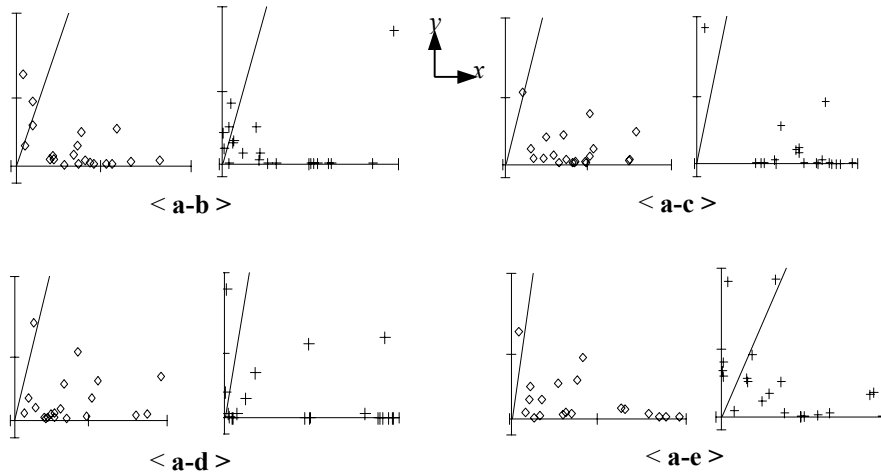 y
x
< a-b >
< a-c >
< a-d >
< a-e >